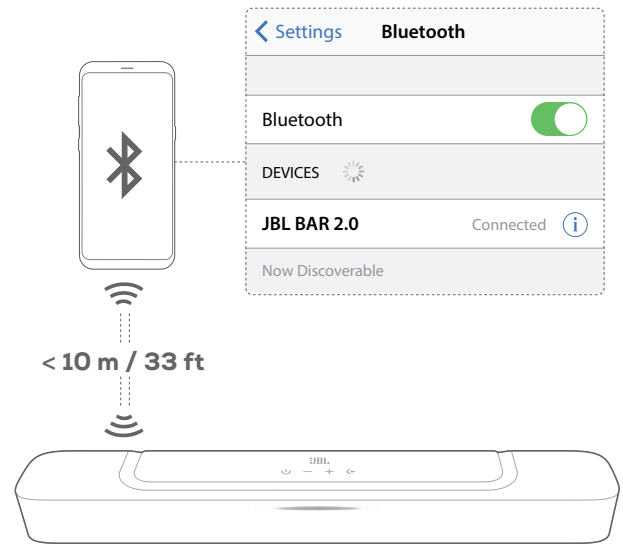 Settings Bluetooth
Bluetooth
DEVICES
JBL BAR 2.0 Connected i
Now Discoverable
< 10 m / 33 ft
JBL